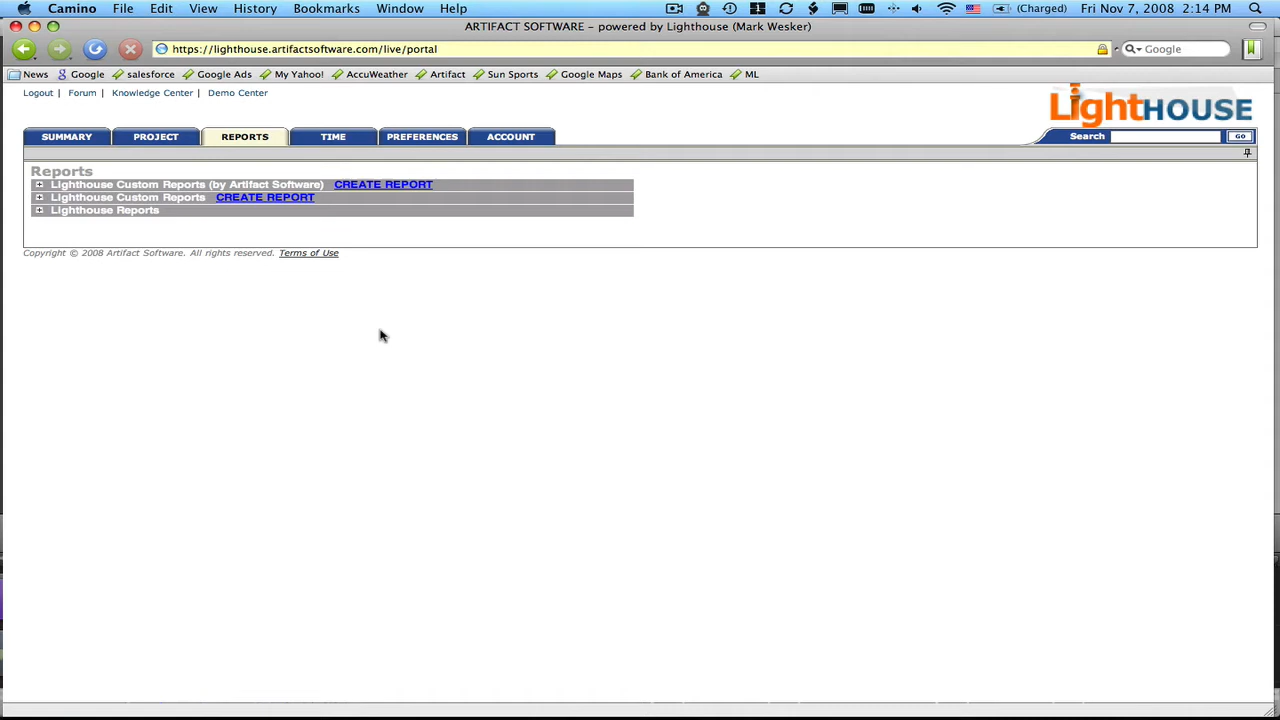 Camino File Edit View History Bookmarks Window Help (Charged) Fri Nov 7, 2008 2:14 PM
ARTIFACT SOFTWARE – powered by Lighthouse (Mark Wesker)
https://lighthouse.artifactsoftware.com/live/portal Google
News Google salesforce Google Ads My Yahoo! AccuWeather Artifact Sun Sports Google Maps Bank of America ML
Logout | Forum | Knowledge Center | Demo Center
LightHOUSE
SUMMARY PROJECT REPORTS TIME PREFERENCES ACCOUNT Search GO
Reports
Lighthouse Custom Reports (by Artifact Software) CREATE REPORT
Lighthouse Custom Reports CREATE REPORT
Lighthouse Reports
Copyright © 2008 Artifact Software. All rights reserved. Terms of Use